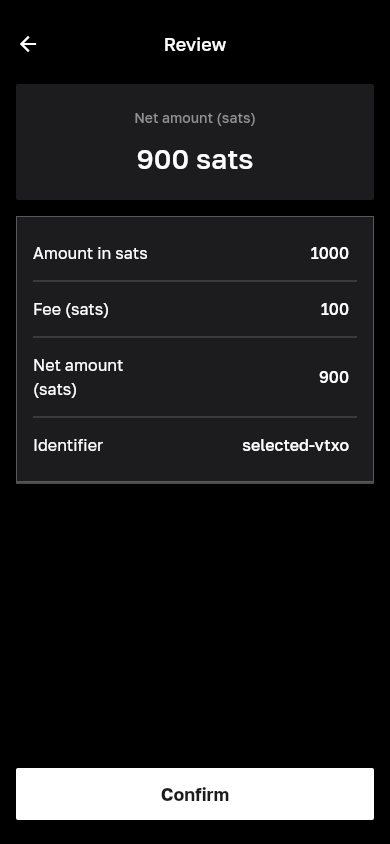 Review
Net amount (sats)
900 sats
Amount in sats 1000
Fee (sats) 100
Net amount
(sats) 900
Identifier selected-vtxo
Confirm